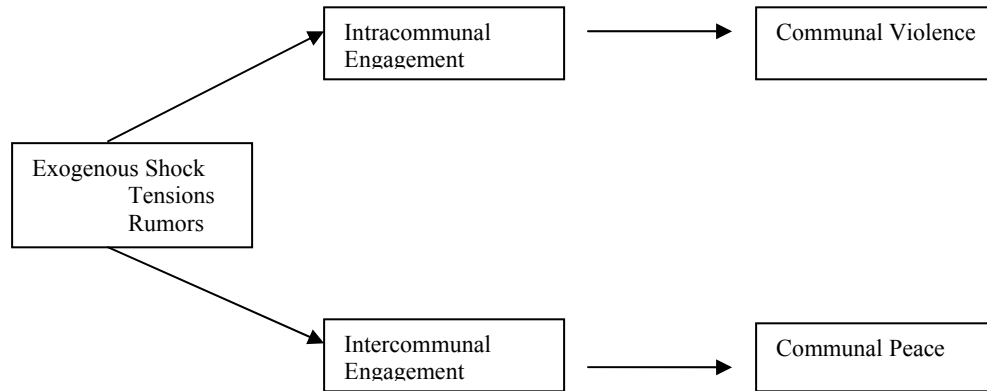 Intracommunal
Engagement
Communal Violence
Exogenous Shock
Tensions
Rumors
Intercommunal
Engagement
Communal Peace